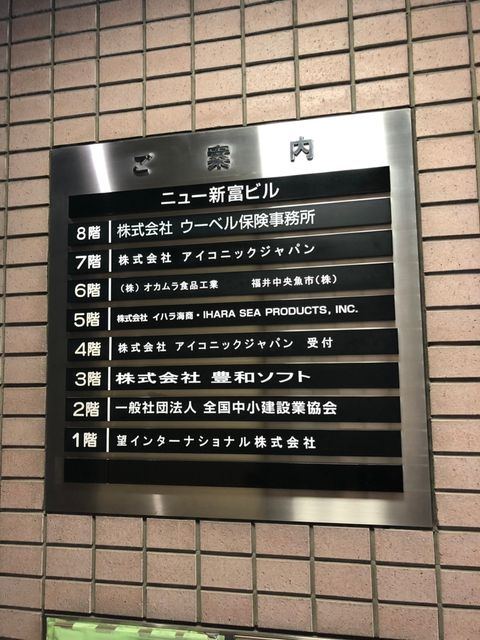 ご案内
ニュー新富ビル
8階 株式会社 ウーベル保険事務所
7階 株式会社 アイコニックジャパン
6階 (株)オカムラ食品工業 福井中央魚市(株)
5階 株式会社 イハラ海商・IHARA SEA PRODUCTS, INC.
4階 株式会社 アイコニックジャパン 受付
3階 株式会社 豊和ソフト
2階 一般社団法人 全国中小建設業協会
1階 望インターナショナル株式会社